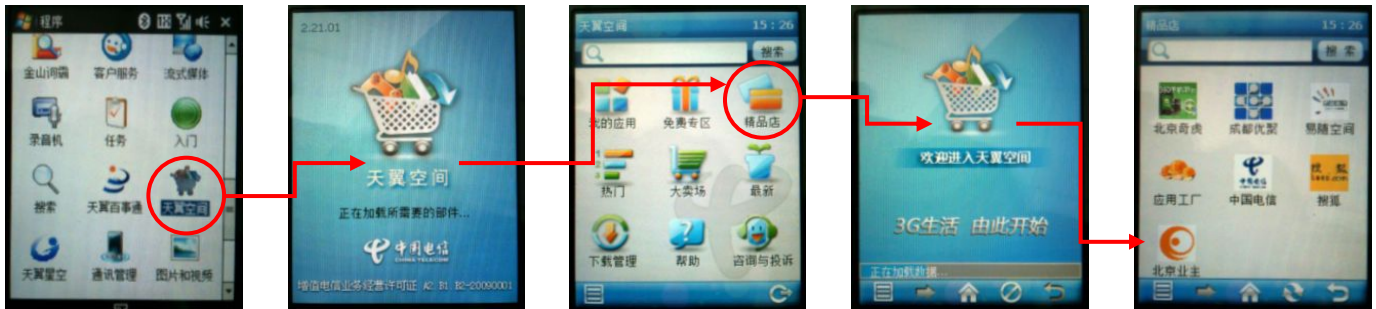 程序
金山词霸
客户服务
流式媒体
录音机
任务
入门
搜索
天翼百事通
天翼空间
天翼星空
通讯管理
图片和视频
2.21.01
天翼空间
正在加载所需要的部件...
中国电信
CHINA TELECOM
增值电信业务经营许可证 A2.B1.B2-20090001
天翼空间
15:26
搜索
我的应用
免费专区
精品店
热门
大卖场
最新
下载管理
帮助
咨询与投诉
欢迎进入天翼空间
3G生活 由此开始
正在加载数据...
精品店
15:26
搜索
北京奇虎
成都优聚
易随空间
应用工厂
中国电信
搜狐
北京业主